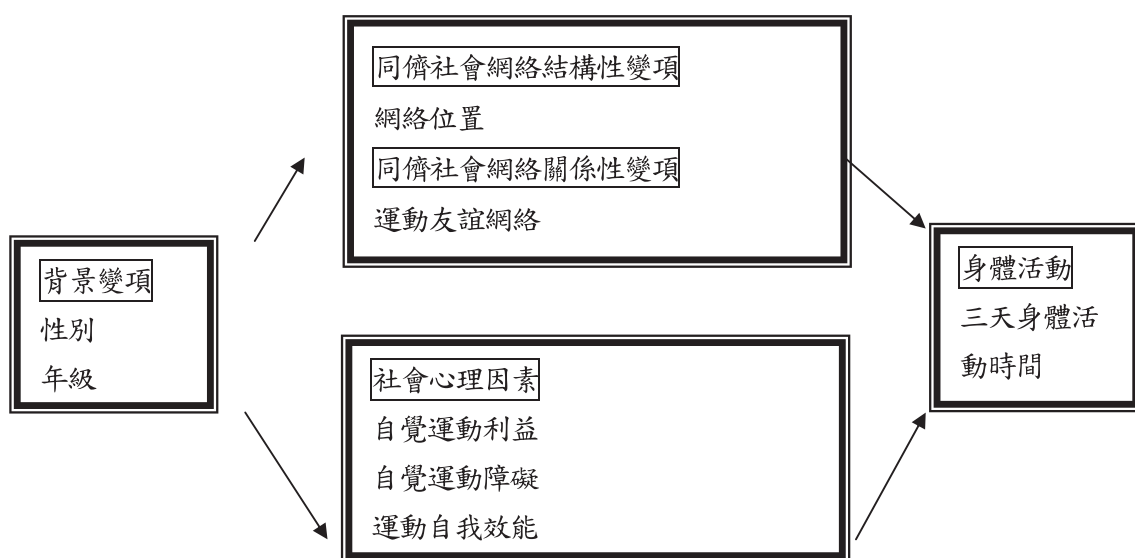 同儕社會網絡結構性變項
網絡位置
同儕社會網絡關係性變項
運動友誼網絡
背景變項
性別
年級
社會心理因素
自覺運動利益
自覺運動障礙
運動自我效能
身體活動
三天身體活
動時間